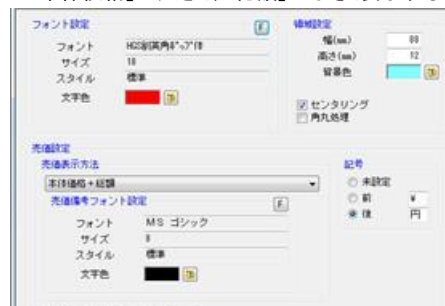 フォント設定
F
領域設定
フォント
HGS創英角ﾎﾟｯﾌﾟ体
幅(mm)
88
サイズ
18
高さ(mm)
12
スタイル
標準
背景色
文字色
センタリング
角丸処理
売価設定
売価表示方法
記号
本体価格+総額
未設定
売価備考フォント設定
F
前
¥
フォント
MS ゴシック
後
円
サイズ
8
スタイル
標準
文字色